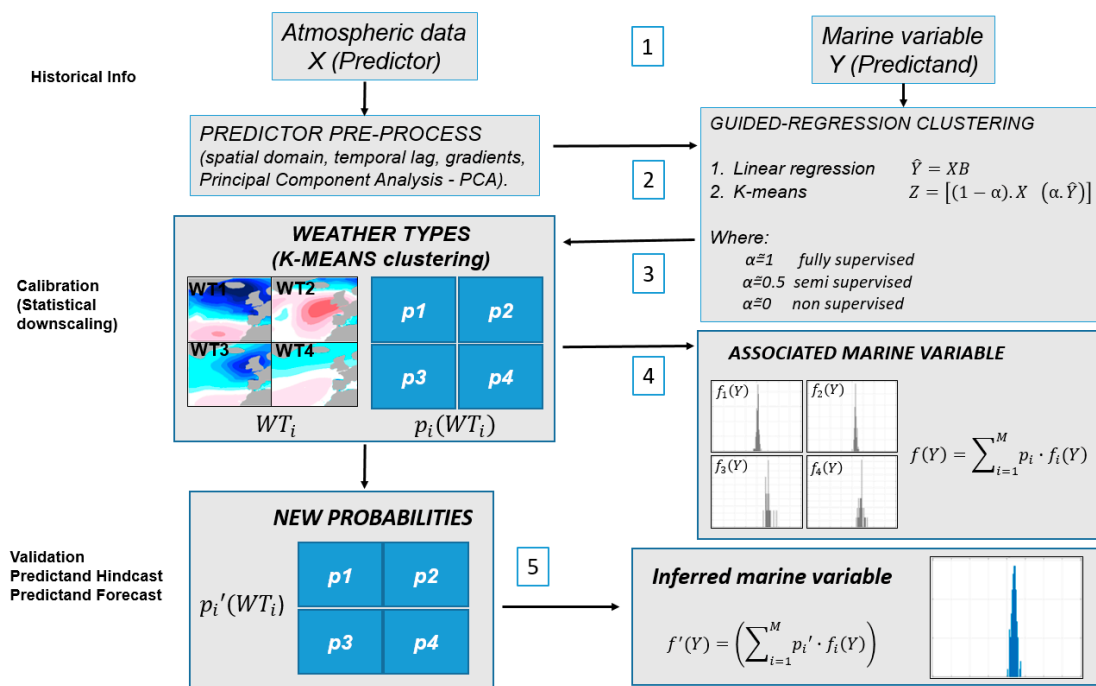 Atmospheric data
X (Predictor)
1
Marine variable
Y (Predictand)
Historical Info
PREDICTOR PRE-PROCESS
(spatial domain, temporal lag, gradients,
Principal Component Analysis - PCA).
2
GUIDED-REGRESSION CLUSTERING
1. Linear regression Ŷ = XB
2. K-means Z = [(1 − α). X (α. Ŷ)]
Where:
α≅1 fully supervised
α≅0.5 semi supervised
α≅0 non supervised
3
Calibration
(Statistical
downscaling)
WEATHER TYPES
(K-MEANS clustering)
WT1 WT2
WT3 WT4
p1 p2
p3 p4
WTᵢ pᵢ(WTᵢ)
4
ASSOCIATED MARINE VARIABLE
f₁(Y) f₂(Y)
f₃(Y) f₄(Y)
f(Y) = ∑ᵢ₌₁ᴹ pᵢ · fᵢ(Y)
Validation
Predictand Hindcast
Predictand Forecast
NEW PROBABILITIES
pᵢ′(WTᵢ)
p1 p2
p3 p4
5
Inferred marine variable
f′(Y) = (∑ᵢ₌₁ᴹ pᵢ′ · fᵢ(Y))